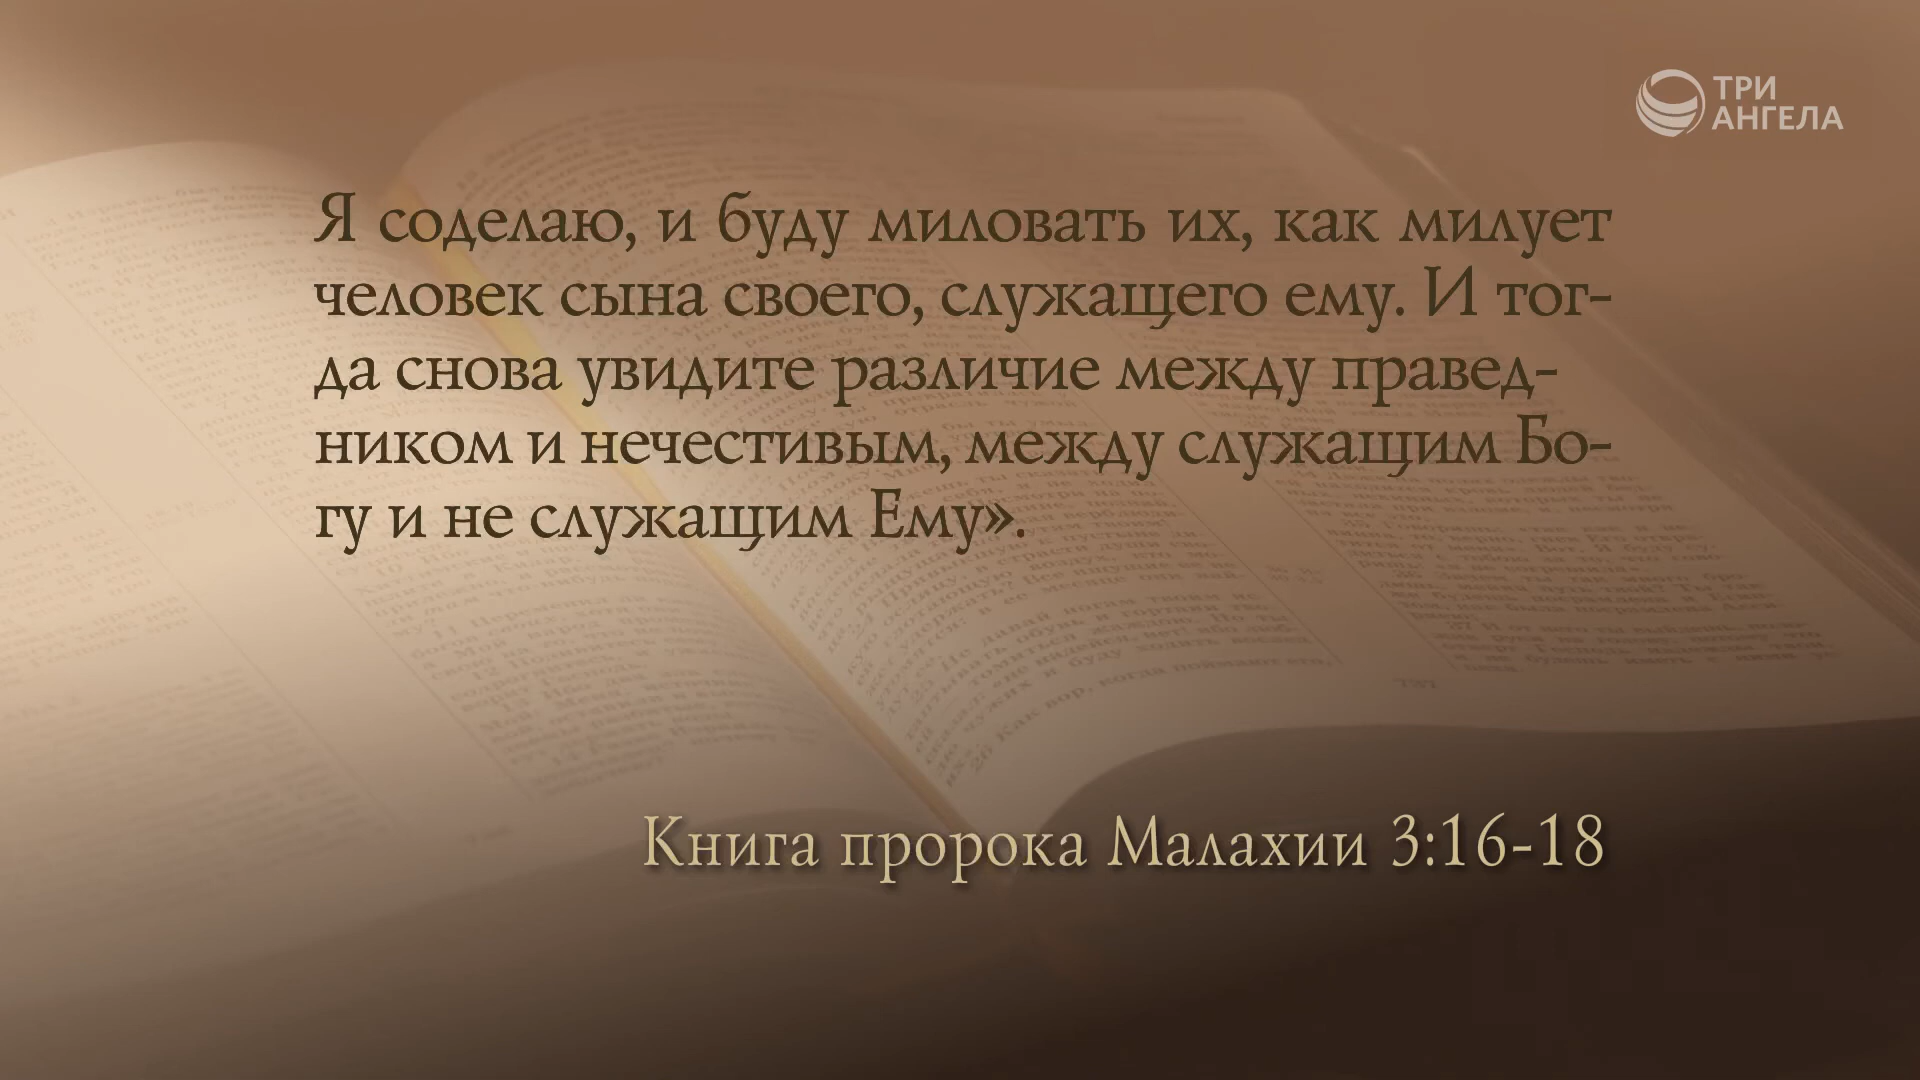 ТРИ
АНГЕЛА
Я соделаю, и буду миловать их, как милует
человек сына своего, служащего ему. И тог-
да снова увидите различие между правед-
ником и нечестивым, между служащим Бо-
гу и не служащим Ему».
Книга пророка Малахии 3:16-18